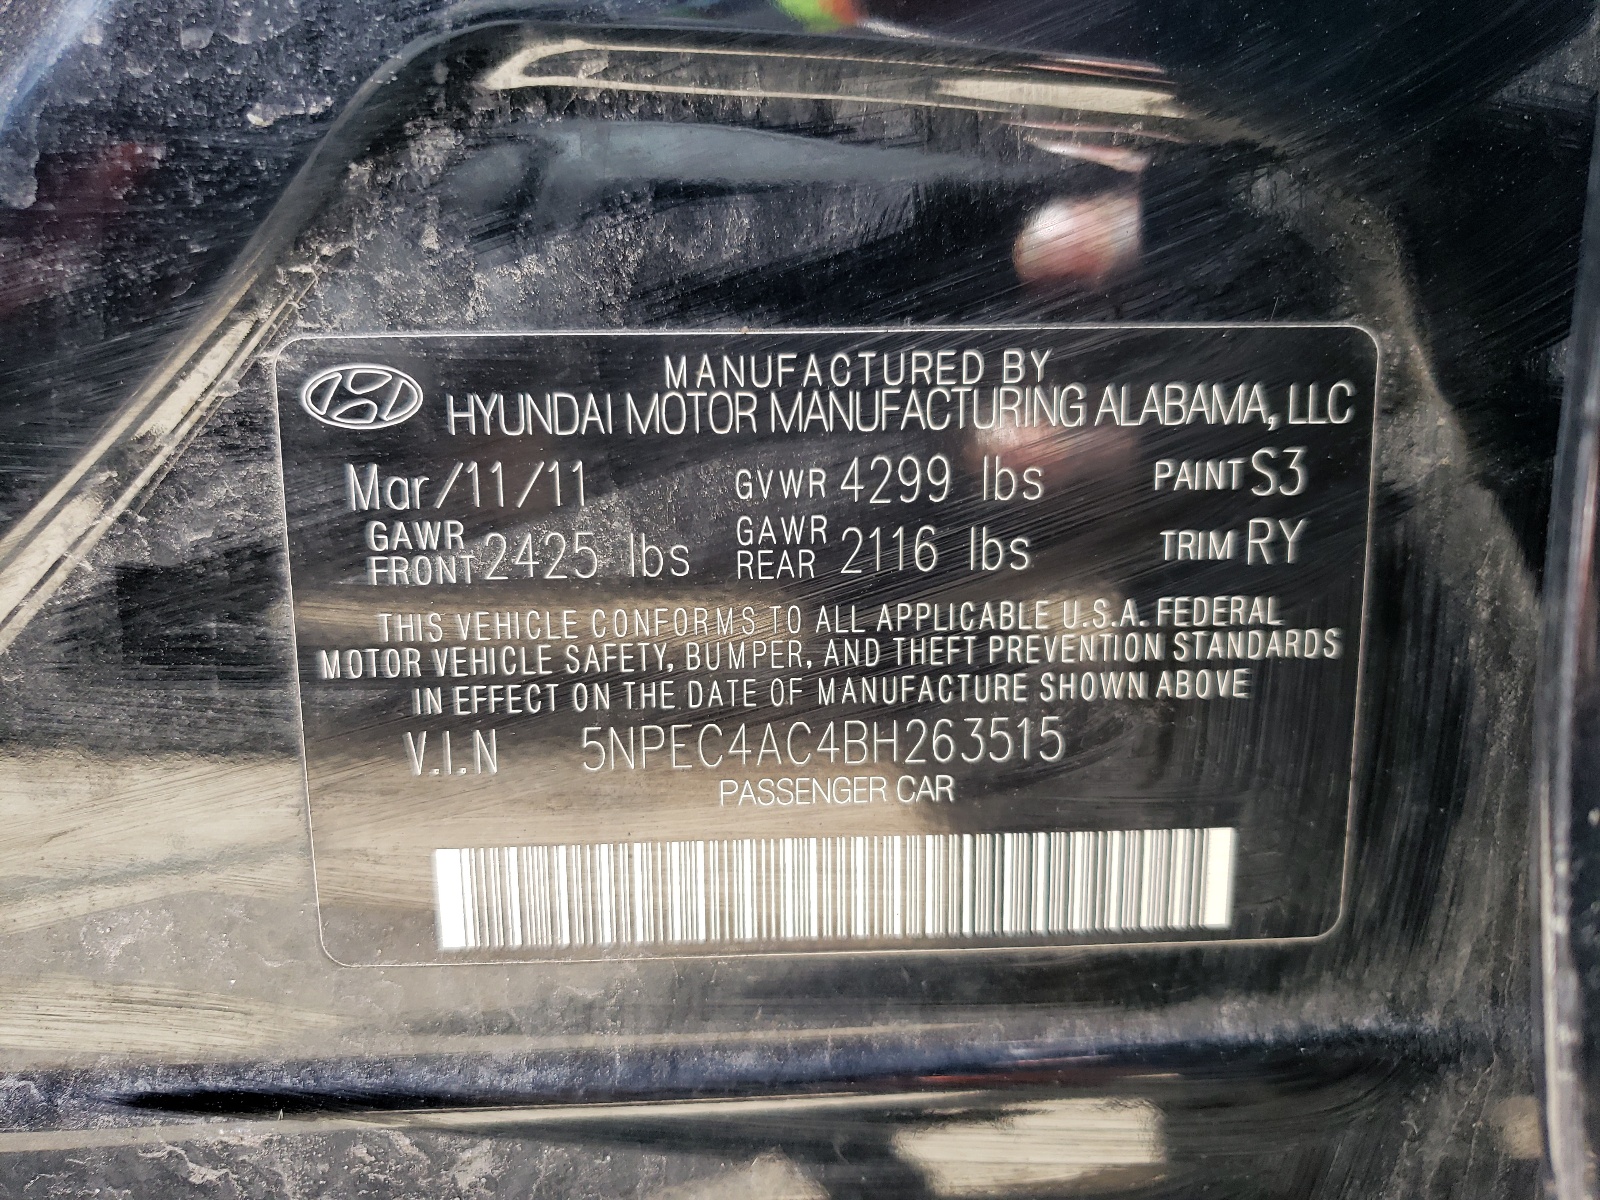 MANUFACTURED BY
HYUNDAI MOTOR MANUFACTURING ALABAMA, LLC
Mar/11/11 GVWR 4299 lbs PAINT S3
GAWR FRONT 2425 lbs GAWR REAR 2116 lbs TRIM RY
THIS VEHICLE CONFORMS TO ALL APPLICABLE U.S.A. FEDERAL
MOTOR VEHICLE SAFETY, BUMPER, AND THEFT PREVENTION STANDARDS
IN EFFECT ON THE DATE OF MANUFACTURE SHOWN ABOVE
V.I.N 5NPEC4AC4BH263515
PASSENGER CAR